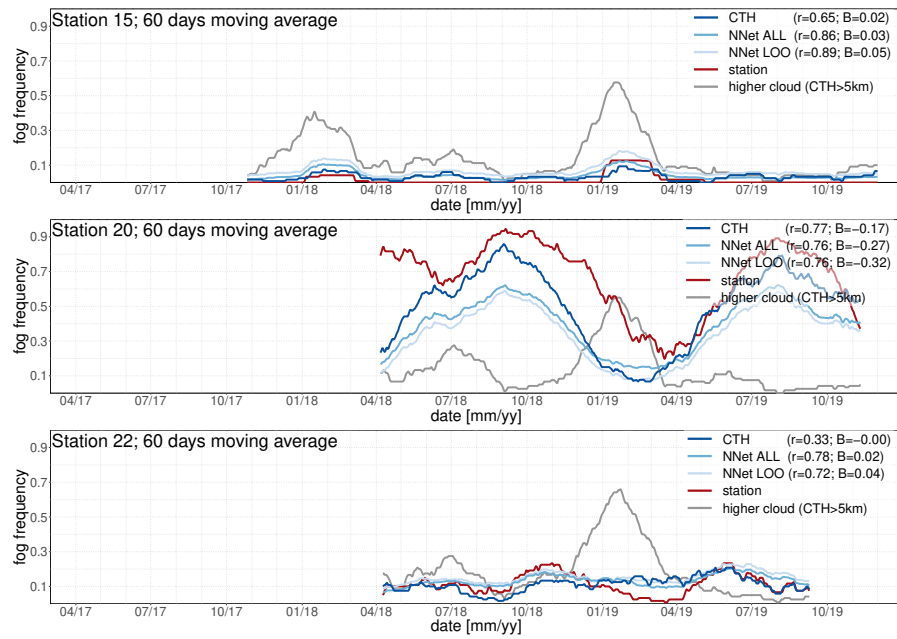 Station 15; 60 days moving average
CTH (r=0.65; B=0.02)
NNet ALL (r=0.86; B=0.03)
NNet LOO (r=0.89; B=0.05)
station
higher cloud (CTH>5km)
fog frequency
0.9
0.7
0.5
0.3
0.1
04/17 07/17 10/17 01/18 04/18 07/18 10/18 01/19 04/19 07/19 10/19
date [mm/yy]
Station 20; 60 days moving average
CTH (r=0.77; B=−0.17)
NNet ALL (r=0.76; B=−0.27)
NNet LOO (r=0.76; B=−0.32)
station
higher cloud (CTH>5km)
fog frequency
0.9
0.7
0.5
0.3
0.1
04/17 07/17 10/17 01/18 04/18 07/18 10/18 01/19 04/19 07/19 10/19
date [mm/yy]
Station 22; 60 days moving average
CTH (r=0.33; B=−0.00)
NNet ALL (r=0.78; B=0.02)
NNet LOO (r=0.72; B=0.04)
station
higher cloud (CTH>5km)
fog frequency
0.9
0.7
0.5
0.3
0.1
04/17 07/17 10/17 01/18 04/18 07/18 10/18 01/19 04/19 07/19 10/19
date [mm/yy]